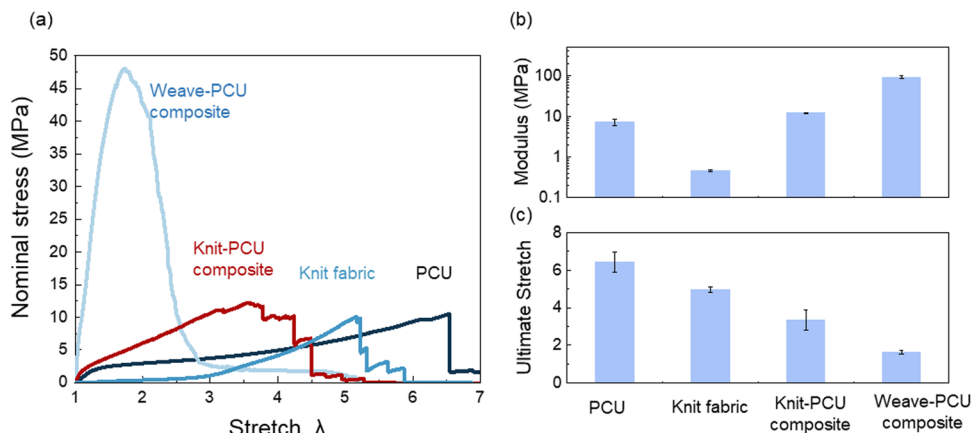 (a)
50
45
40
35
30
25
20
15
10
5
0
Nominal stress (MPa)
Weave-PCU
composite
Knit-PCU
composite
Knit fabric
PCU
1
2
3
4
5
6
7
Stretch, λ
(b)
100
10
1
0.1
Modulus (MPa)
(c)
8
6
4
2
0
Ultimate Stretch
PCU
Knit fabric
Knit-PCU
composite
Weave-PCU
composite